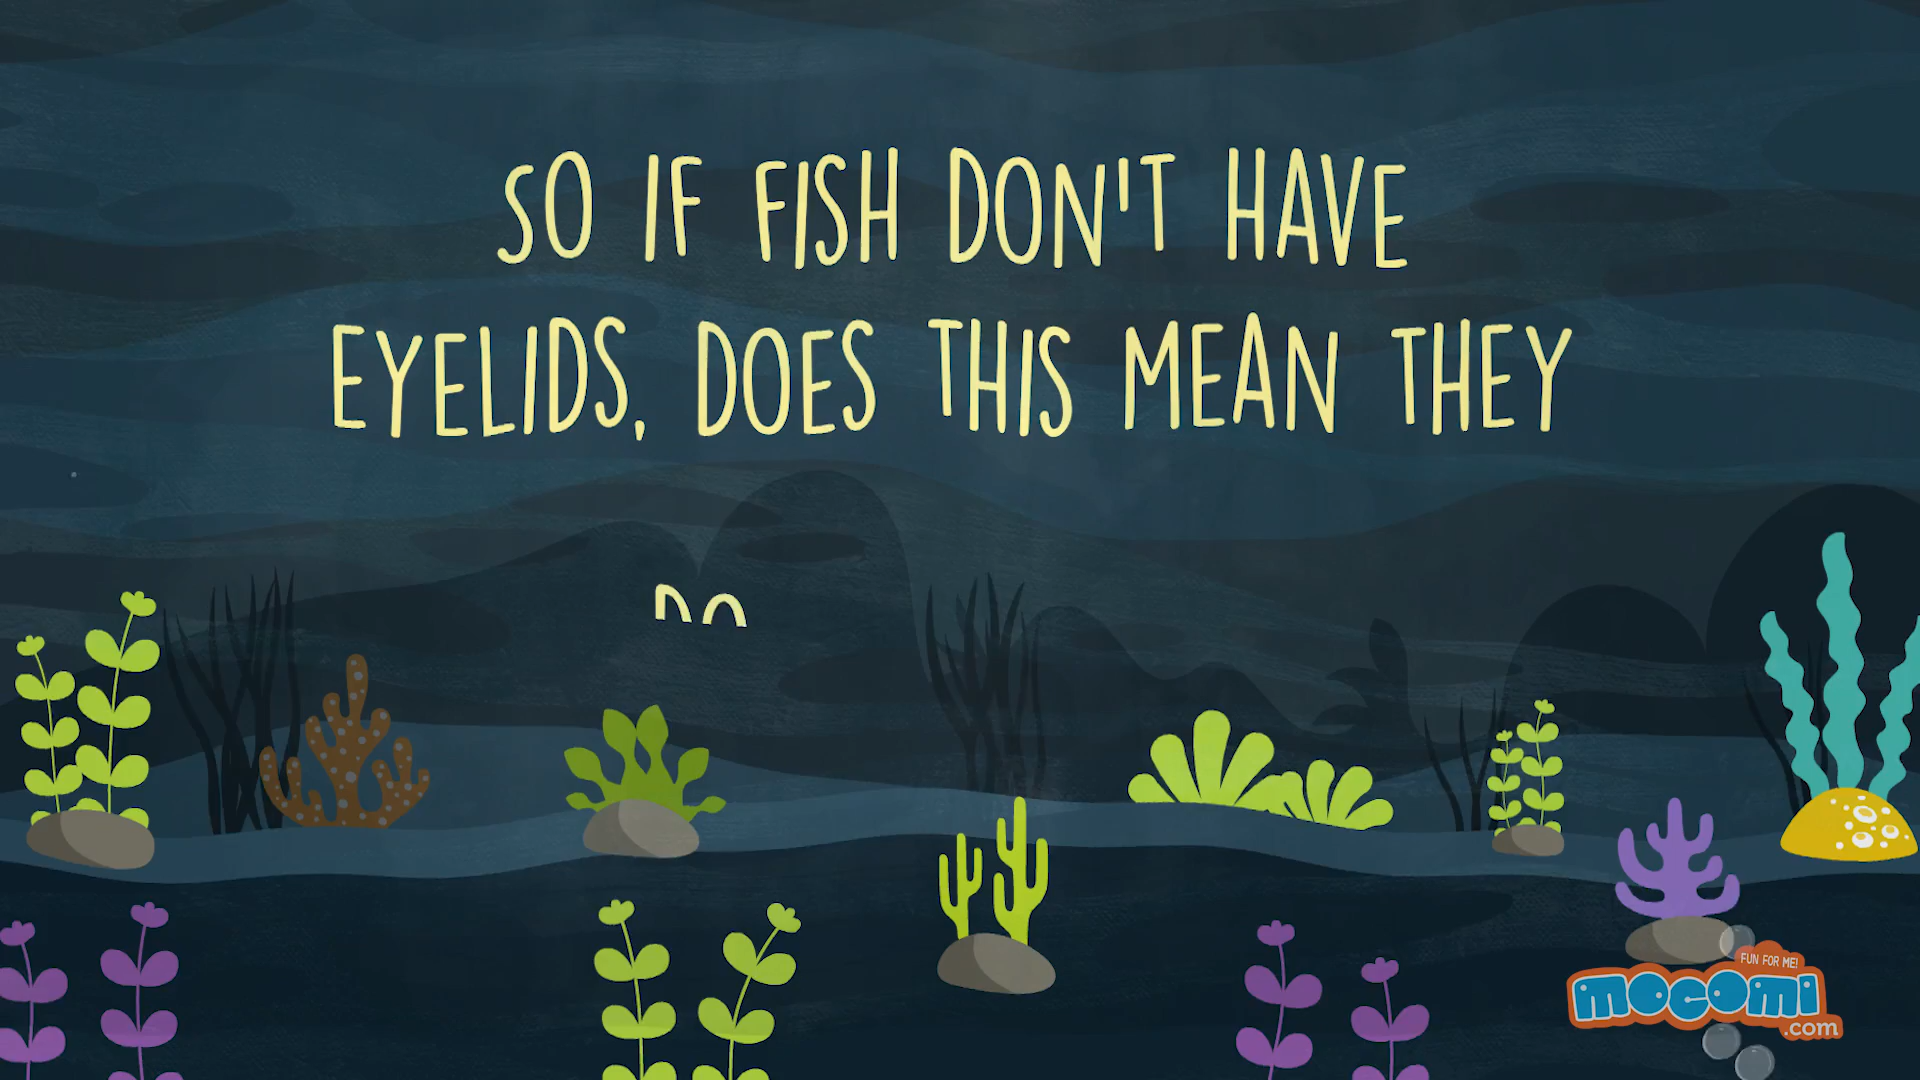 SO IF FISH DON'T HAVE
EYELIDS, DOES THIS MEAN THEY
FUN FOR ME!
mocomi
.com